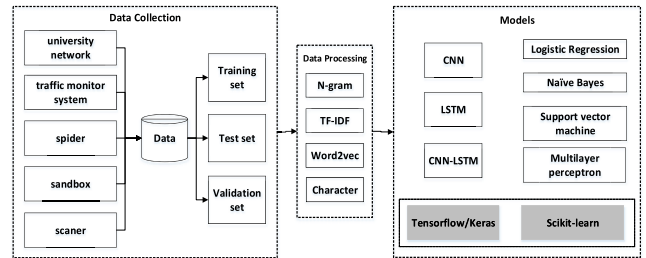 Data Collection
university
network
traffic monitor
system
spider
sandbox
scaner
Data
Training
set
Test set
Validation
set
Data Processing
N-gram
TF-IDF
Word2vec
Character
Models
CNN
LSTM
CNN-LSTM
Logistic Regression
Naïve Bayes
Support vector
machine
Multilayer
perceptron
Tensorflow/Keras
Scikit-learn